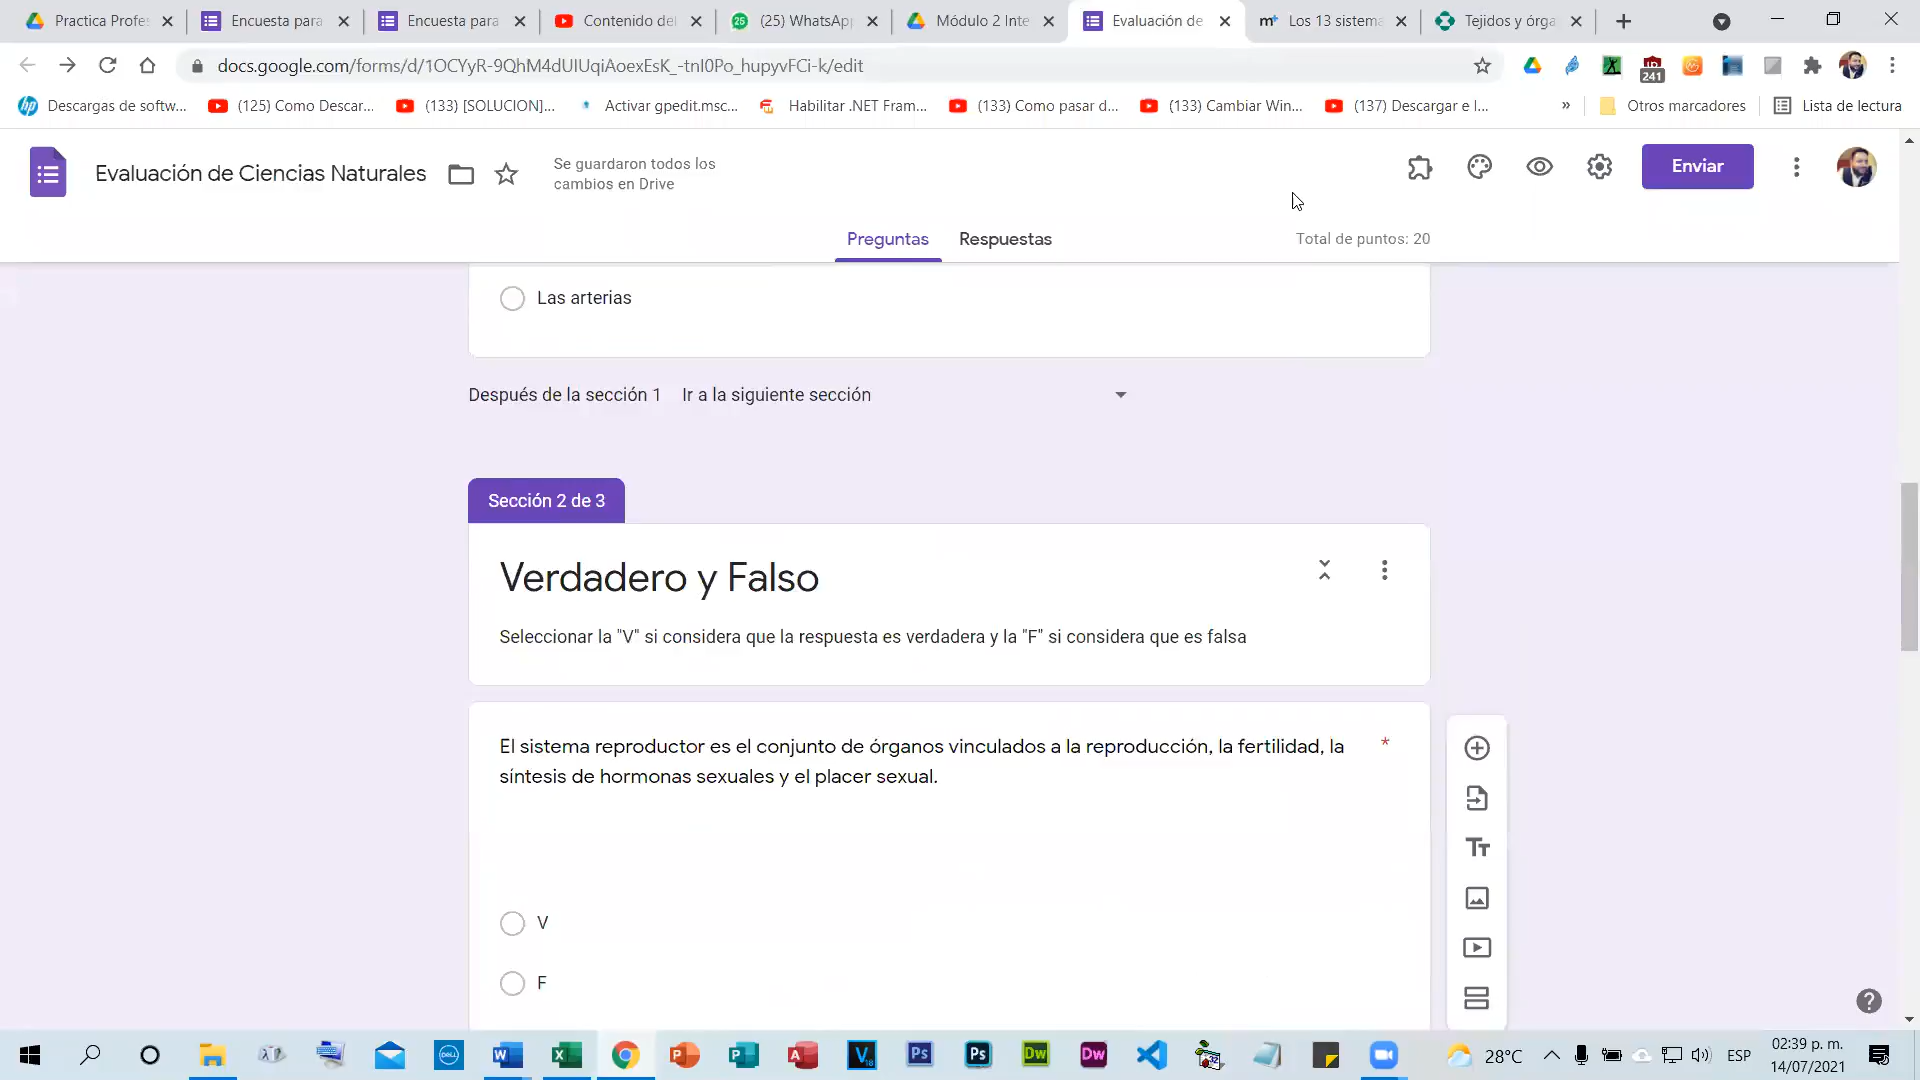 Practica Profes
Encuesta para
Encuesta para
Contenido del
(25) WhatsApp
Módulo 2 Inte
Evaluación de
Los 13 sistema
Tejidos y órga
docs.google.com/forms/d/1OCYyR-9QhM4dUIUqiAoexEsK_-tnI0Po_hupyvFCi-k/edit
241
Descargas de softw...
(125) Como Descar...
(133) [SOLUCION]...
Activar gpedit.msc...
Habilitar .NET Fram...
(133) Como pasar d...
(133) Cambiar Win...
(137) Descargar e I...
»
Otros marcadores
Lista de lectura
Evaluación de Ciencias Naturales
Se guardaron todos los
cambios en Drive
Enviar
Preguntas
Respuestas
Total de puntos: 20
Las arterias
Después de la sección 1
Ir a la siguiente sección
Sección 2 de 3
Verdadero y Falso
Seleccionar la "V" si considera que la respuesta es verdadera y la "F" si considera que es falsa
El sistema reproductor es el conjunto de órganos vinculados a la reproducción, la fertilidad, la *
síntesis de hormonas sexuales y el placer sexual.
V
F
28°C
ESP
02:39 p. m.
14/07/2021